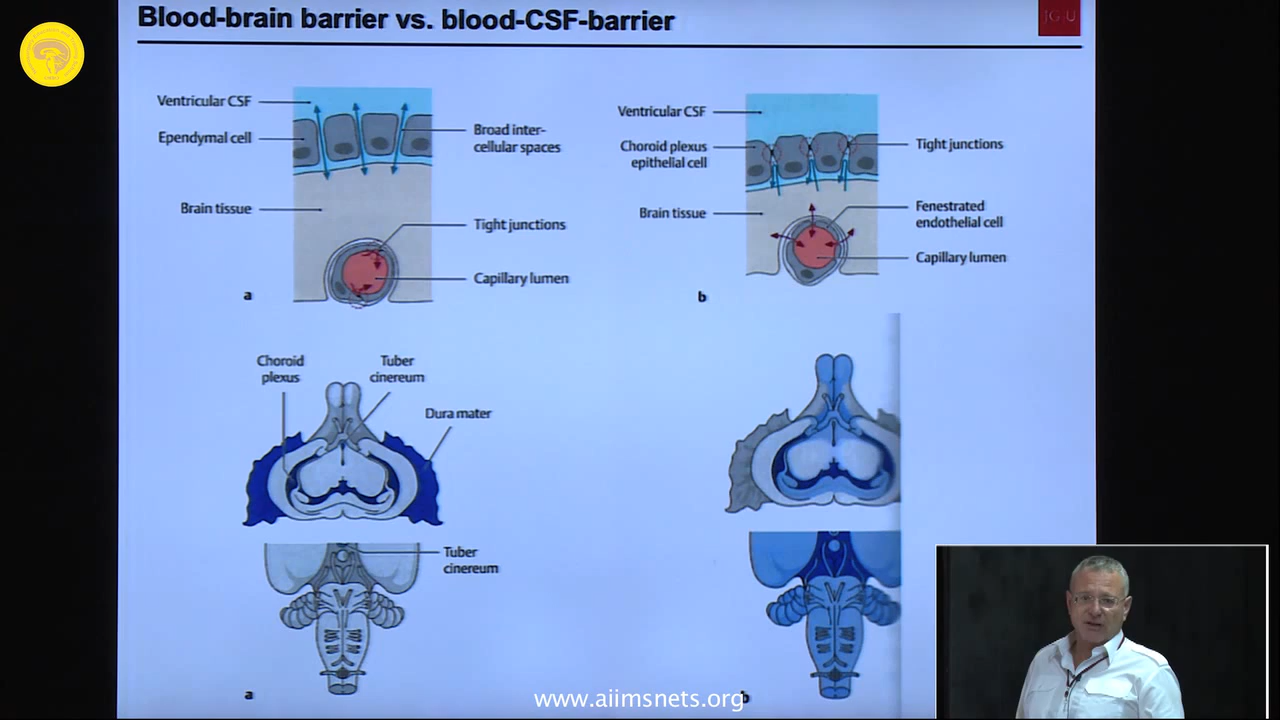 Blood-brain barrier vs. blood-CSF-barrier
JG|U
Ventricular CSF
Ependymal cell
Brain tissue
Broad inter-
cellular spaces
Tight junctions
Capillary lumen
a
Ventricular CSF
Choroid plexus
epithelial cell
Brain tissue
Tight junctions
Fenestrated
endothelial cell
Capillary lumen
b
Choroid
plexus
Tuber
cinereum
Dura mater
Tuber
cinereum
a
b
www.aiimsnets.org